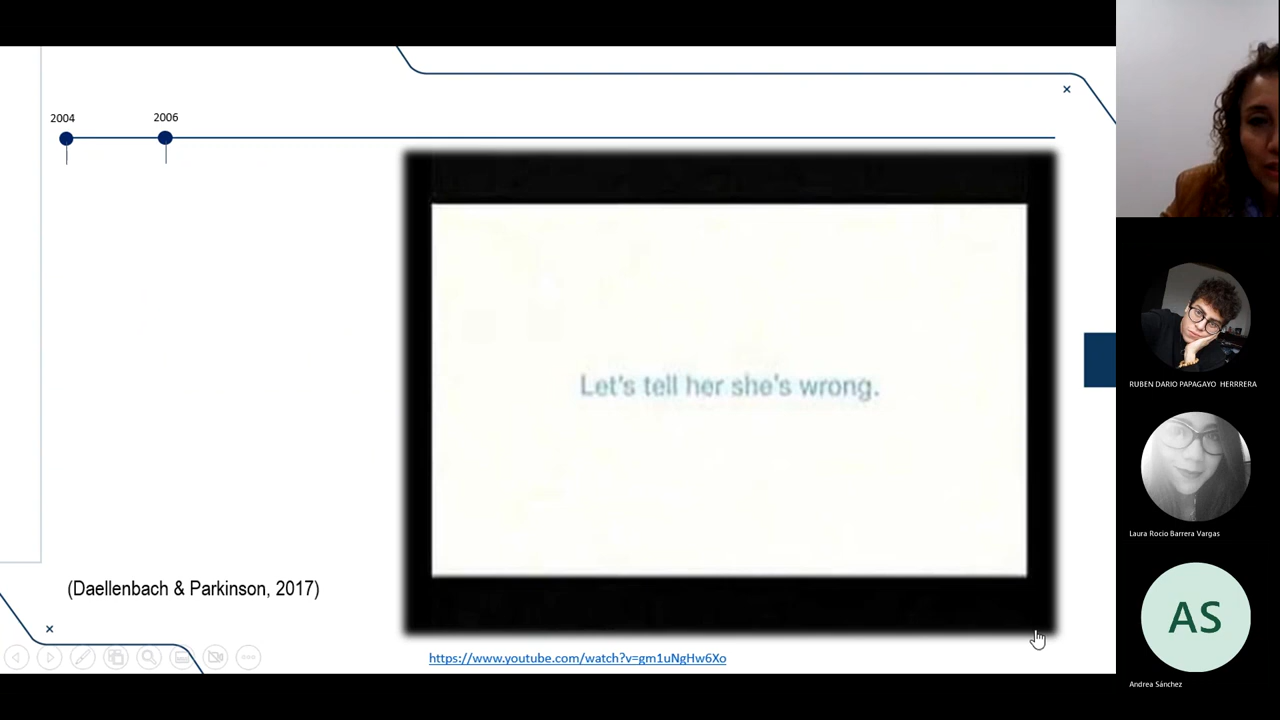 2004
2006
Let's tell her she's wrong.
(Daellenbach & Parkinson, 2017)
https://www.youtube.com/watch?v=gm1uNgHw6Xo
RUBEN DARIO PAPAGAYO HERRRERA
Laura Rocio Barrera Vargas
AS
Andrea Sánchez